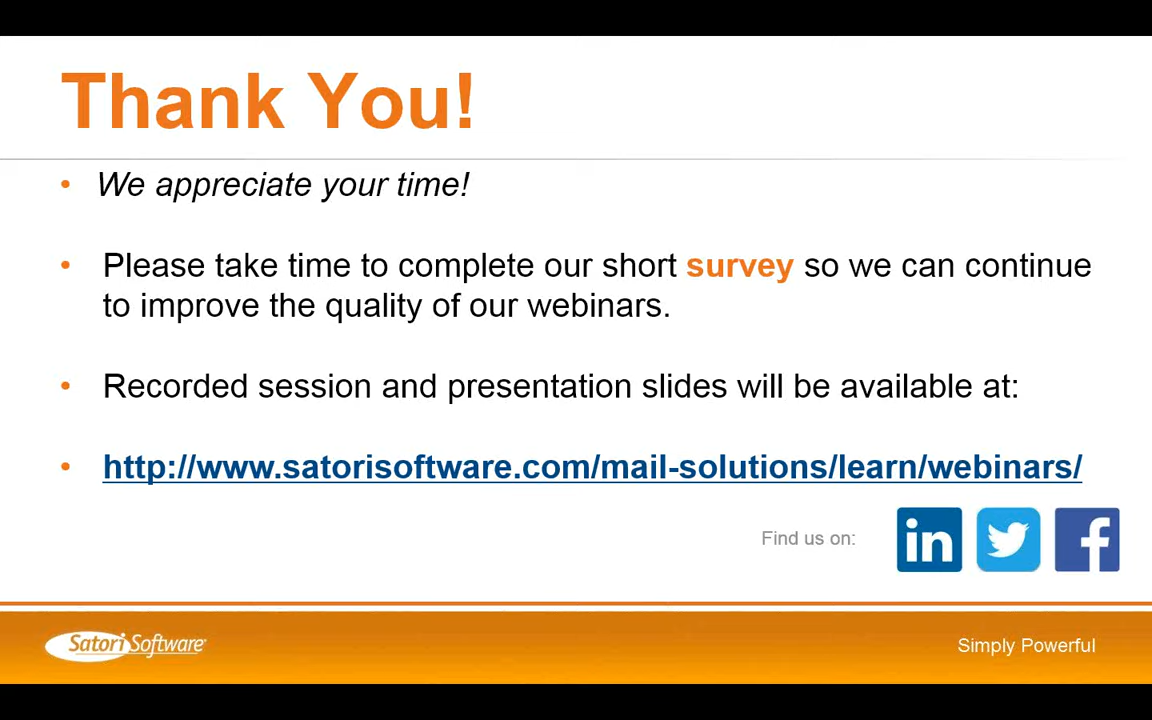 Thank You!
• We appreciate your time!
• Please take time to complete our short survey so we can continue
to improve the quality of our webinars.
• Recorded session and presentation slides will be available at:
• http://www.satorisoftware.com/mail-solutions/learn/webinars/
Find us on:
in
f
Satori Software®
Simply Powerful